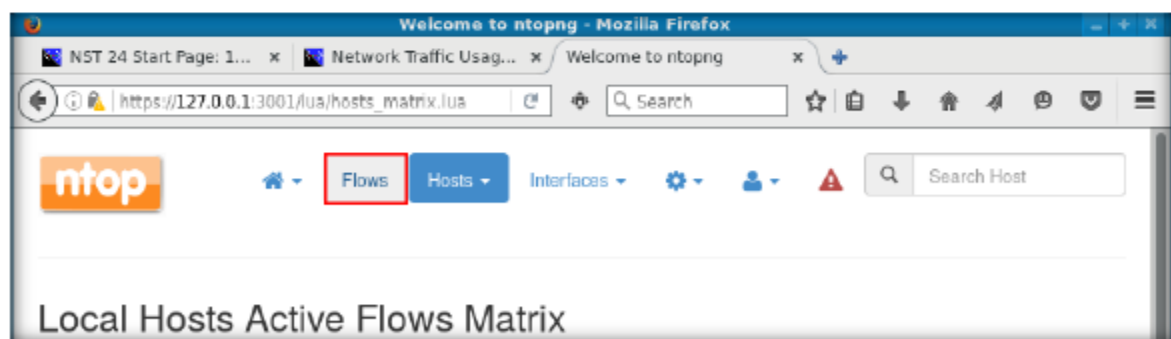 Welcome to ntopng - Mozilla Firefox
NST 24 Start Page: 1... Network Traffic Usag... Welcome to ntopng
https://127.0.0.1:3001/lua/hosts_matrix.lua Search
ntop Flows Hosts Interfaces Search Host
Local Hosts Active Flows Matrix